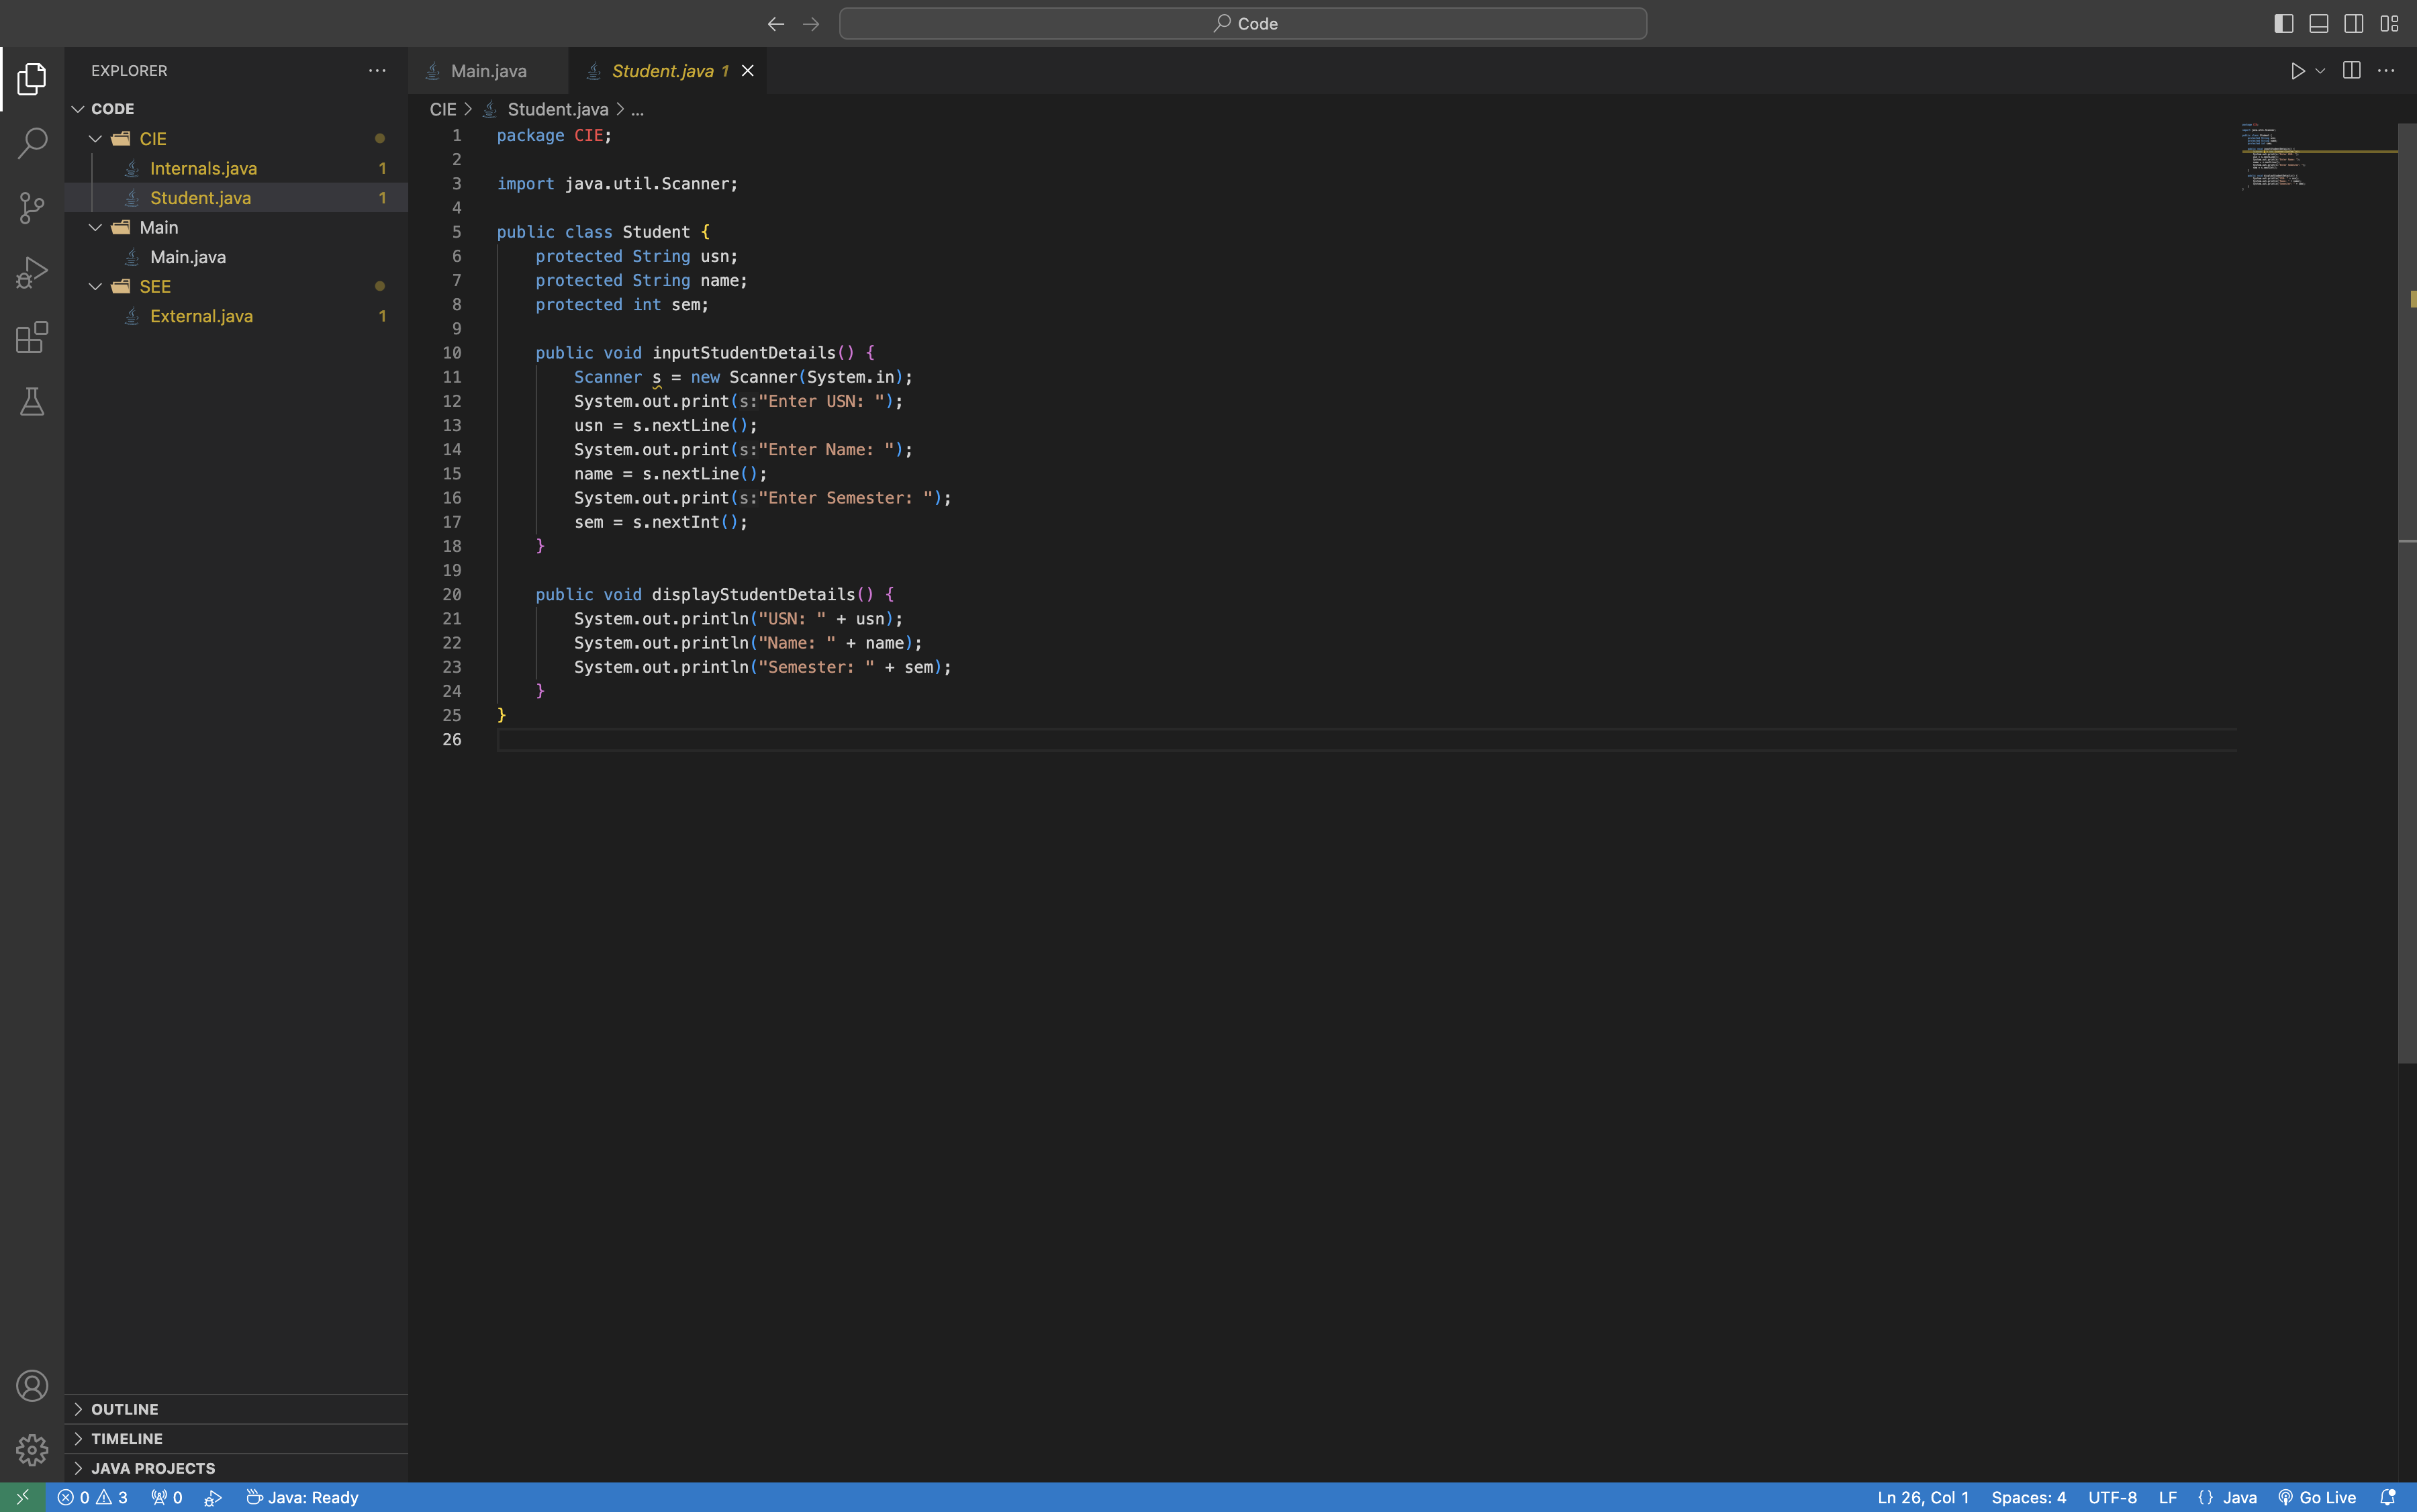 Code
EXPLORER
CODE
CIE
Internals.java 1
Student.java 1
Main
Main.java
SEE
External.java 1
OUTLINE
TIMELINE
JAVA PROJECTS
Main.java
Student.java 1
CIE > Student.java > ...
1 package CIE;
2
3 import java.util.Scanner;
4
5 public class Student {
6     protected String usn;
7     protected String name;
8     protected int sem;
9
10     public void inputStudentDetails() {
11         Scanner s = new Scanner(System.in);
12         System.out.print(s:"Enter USN: ");
13         usn = s.nextLine();
14         System.out.print(s:"Enter Name: ");
15         name = s.nextLine();
16         System.out.print(s:"Enter Semester: ");
17         sem = s.nextInt();
18     }
19
20     public void displayStudentDetails() {
21         System.out.println("USN: " + usn);
22         System.out.println("Name: " + name);
23         System.out.println("Semester: " + sem);
24     }
25 }
26
0 3 0 Java: Ready
Ln 26, Col 1 Spaces: 4 UTF-8 LF {} Java Go Live